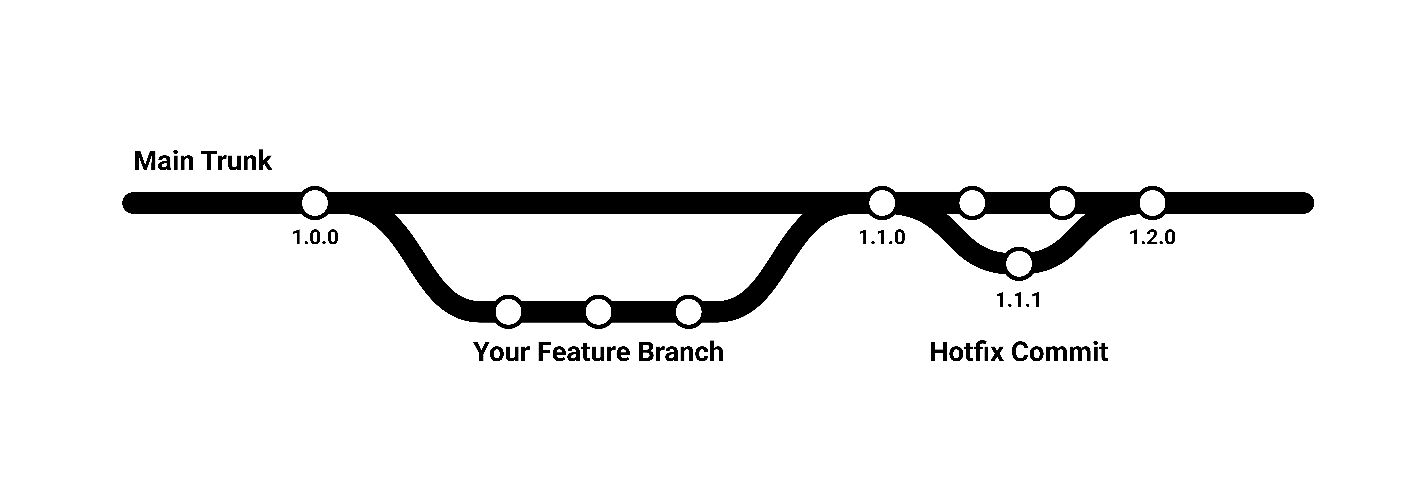 Main Trunk
1.0.0
1.1.0
1.2.0
1.1.1
Your Feature Branch
Hotfix Commit